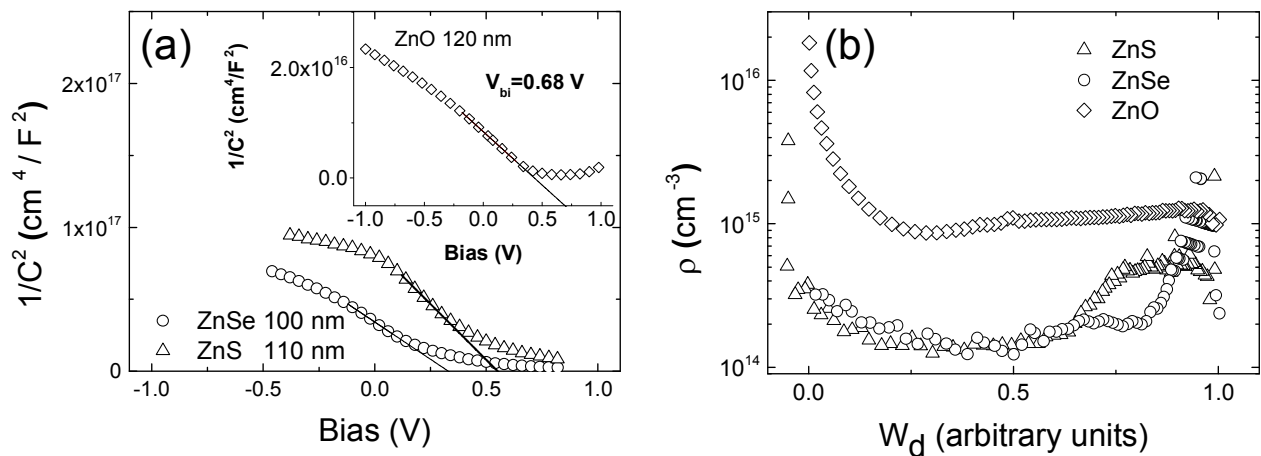 (a)
ZnO 120 nm
V_bi=0.68 V
2.0x10^16
0.0
1/C^2 (cm^4/F^2)
-1.0 -0.5 0.0 0.5 1.0
Bias (V)
2x10^17
1x10^17
0
1/C^2 (cm^4 / F^2)
ZnSe 100 nm
ZnS 110 nm
-1.0 -0.5 0.0 0.5 1.0
Bias (V)
(b)
ZnS
ZnSe
ZnO
10^16
10^15
10^14
ρ (cm^-3)
0.0 0.5 1.0
W_d (arbitrary units)